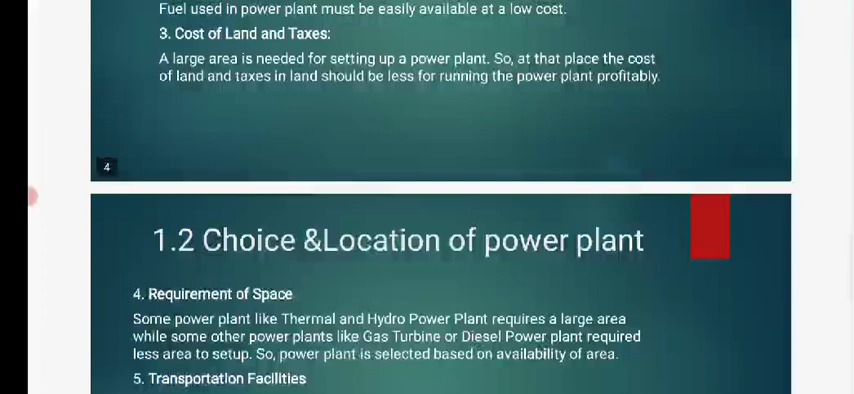 Fuel used in power plant must be easily available at a low cost.
3. Cost of Land and Taxes:
A large area is needed for setting up a power plant. So, at that place the cost
of land and taxes in land should be less for running the power plant profitably.
4
1.2 Choice &Location of power plant
4. Requirement of Space
Some power plant like Thermal and Hydro Power Plant requires a large area
while some other power plants like Gas Turbine or Diesel Power plant required
less area to setup. So, power plant is selected based on availability of area.
5. Transportation Facilities